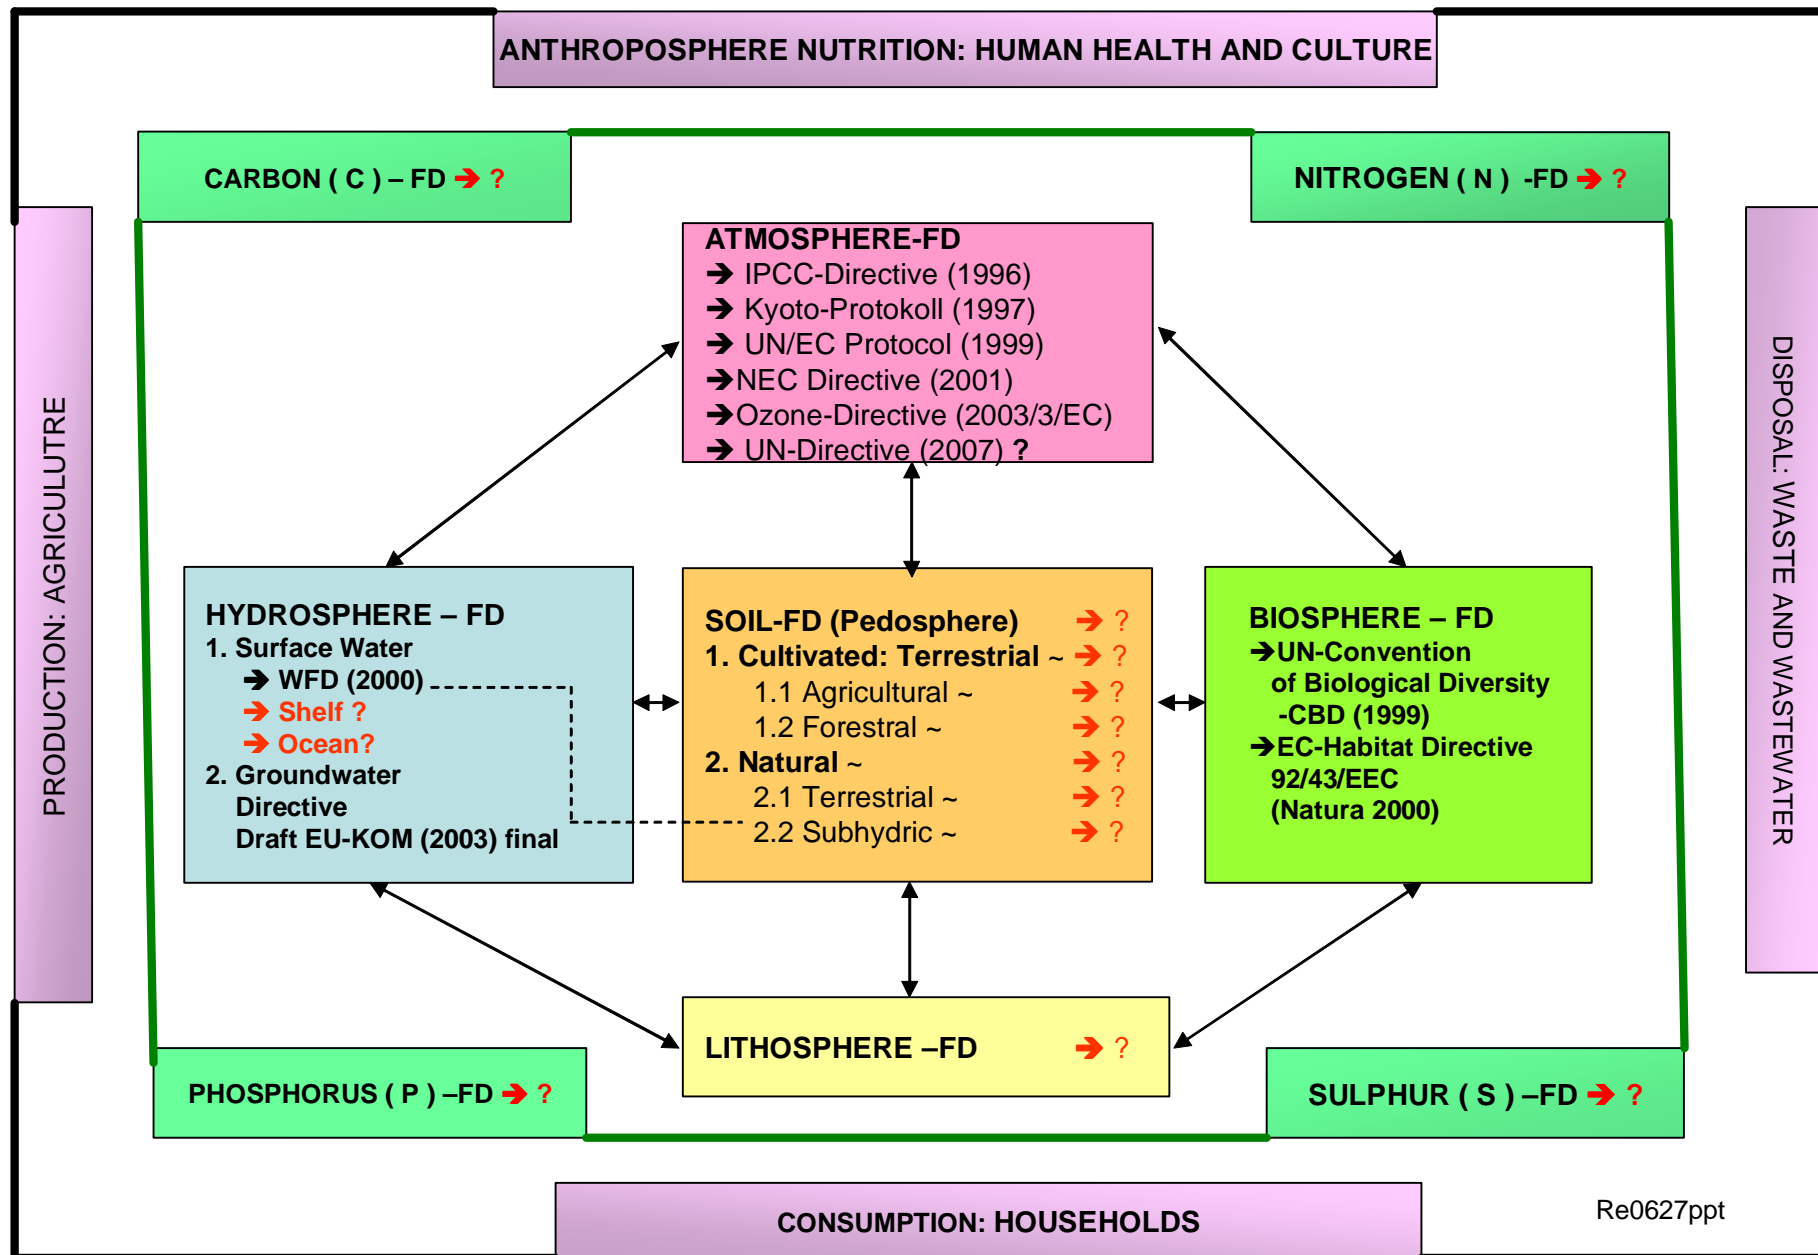 ANTHROPOSPHERE NUTRITION: HUMAN HEALTH AND CULTURE
CARBON ( C ) – FD ➔ ?
NITROGEN ( N )  -FD ➔ ?
PRODUCTION: AGRICULUTRE
ATMOSPHERE-FD
➔ IPCC-Directive (1996)
➔ Kyoto-Protokoll (1997)
➔ UN/EC Protocol (1999)
➔NEC Directive (2001)
➔Ozone-Directive (2003/3/EC)
➔ UN-Directive (2007) ?
DISPOSAL: WASTE AND WASTEWATER
HYDROSPHERE – FD
1. Surface Water
➔ WFD (2000)
➔ Shelf ?
➔ Ocean?
2. Groundwater
Directive
Draft EU-KOM (2003) final
SOIL-FD (Pedosphere) ➔ ?
1. Cultivated: Terrestrial ~ ➔ ?
1.1 Agricultural ~ ➔ ?
1.2 Forestral ~ ➔ ?
2. Natural ~ ➔ ?
2.1 Terrestrial ~ ➔ ?
2.2 Subhydric ~ ➔ ?
BIOSPHERE – FD
➔UN-Convention
of Biological Diversity
-CBD (1999)
➔EC-Habitat Directive
92/43/EEC
(Natura 2000)
LITHOSPHERE –FD ➔ ?
PHOSPHORUS ( P ) –FD ➔ ?
SULPHUR ( S ) –FD ➔ ?
CONSUMPTION: HOUSEHOLDS
Re0627ppt